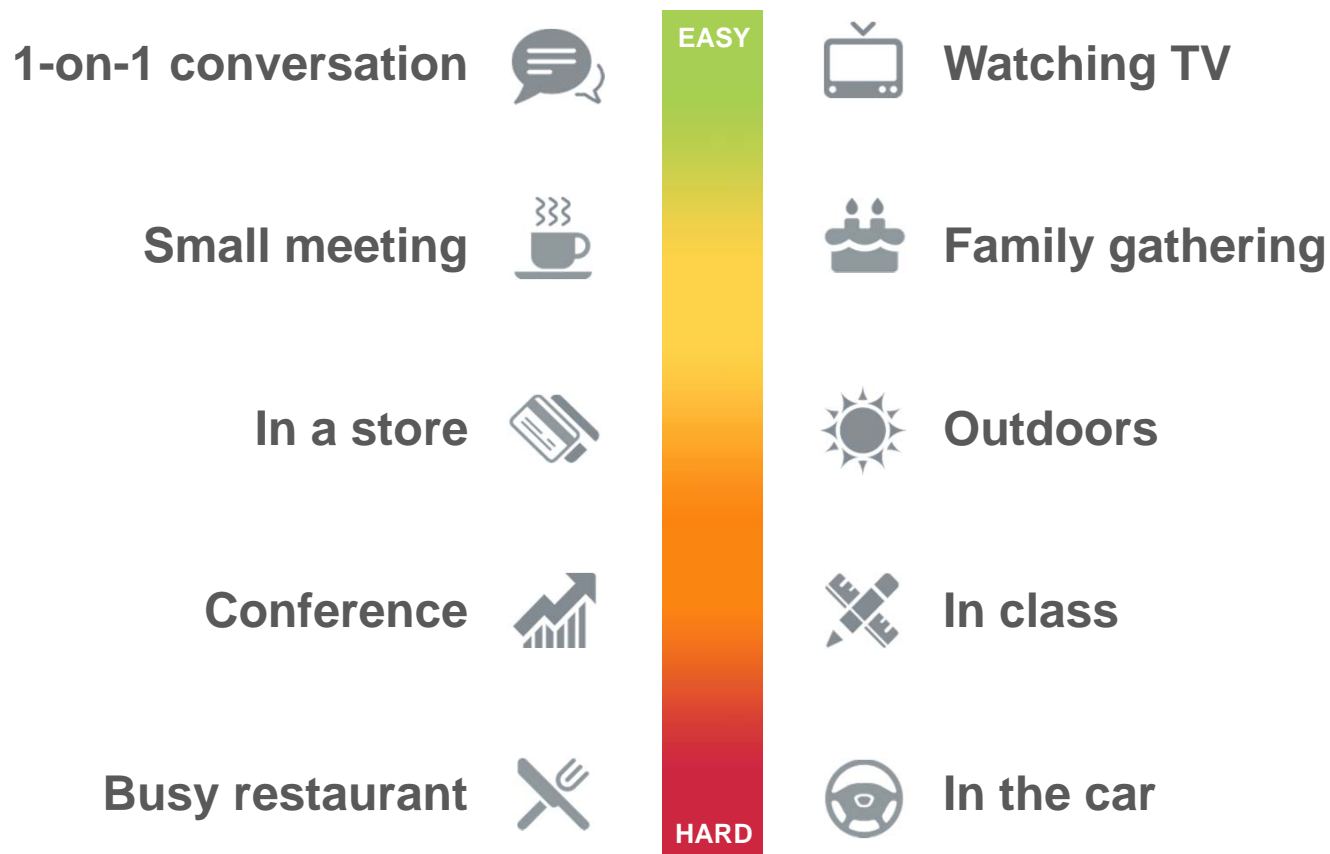 EASY
1-on-1 conversation
Watching TV
Small meeting
Family gathering
In a store
Outdoors
Conference
In class
Busy restaurant
In the car
HARD